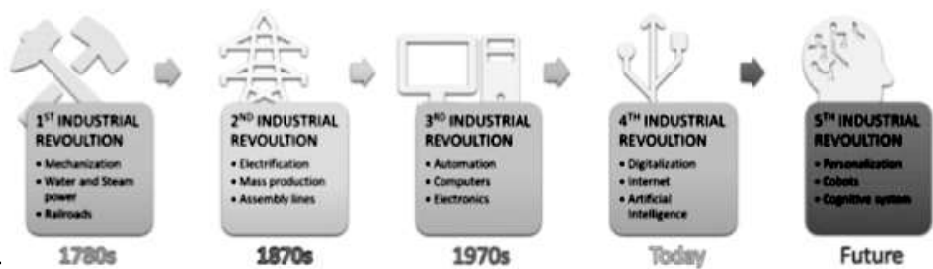 1ST INDUSTRIAL
REVOULTION
• Mechanization
• Water and Steam
power
• Railroads
1780s
2ND INDUSTRIAL
REVOULTION
• Electrification
• Mass production
• Assembly lines
1870s
3RD INDUSTRIAL
REVOULTION
• Automation
• Computers
• Electronics
1970s
4TH INDUSTRIAL
REVOULTION
• Digitalization
• Internet
• Artificial
Intelligence
Today
5TH INDUSTRIAL
REVOULTION
• Personalization
• Cobots
• Cognitive system
Future